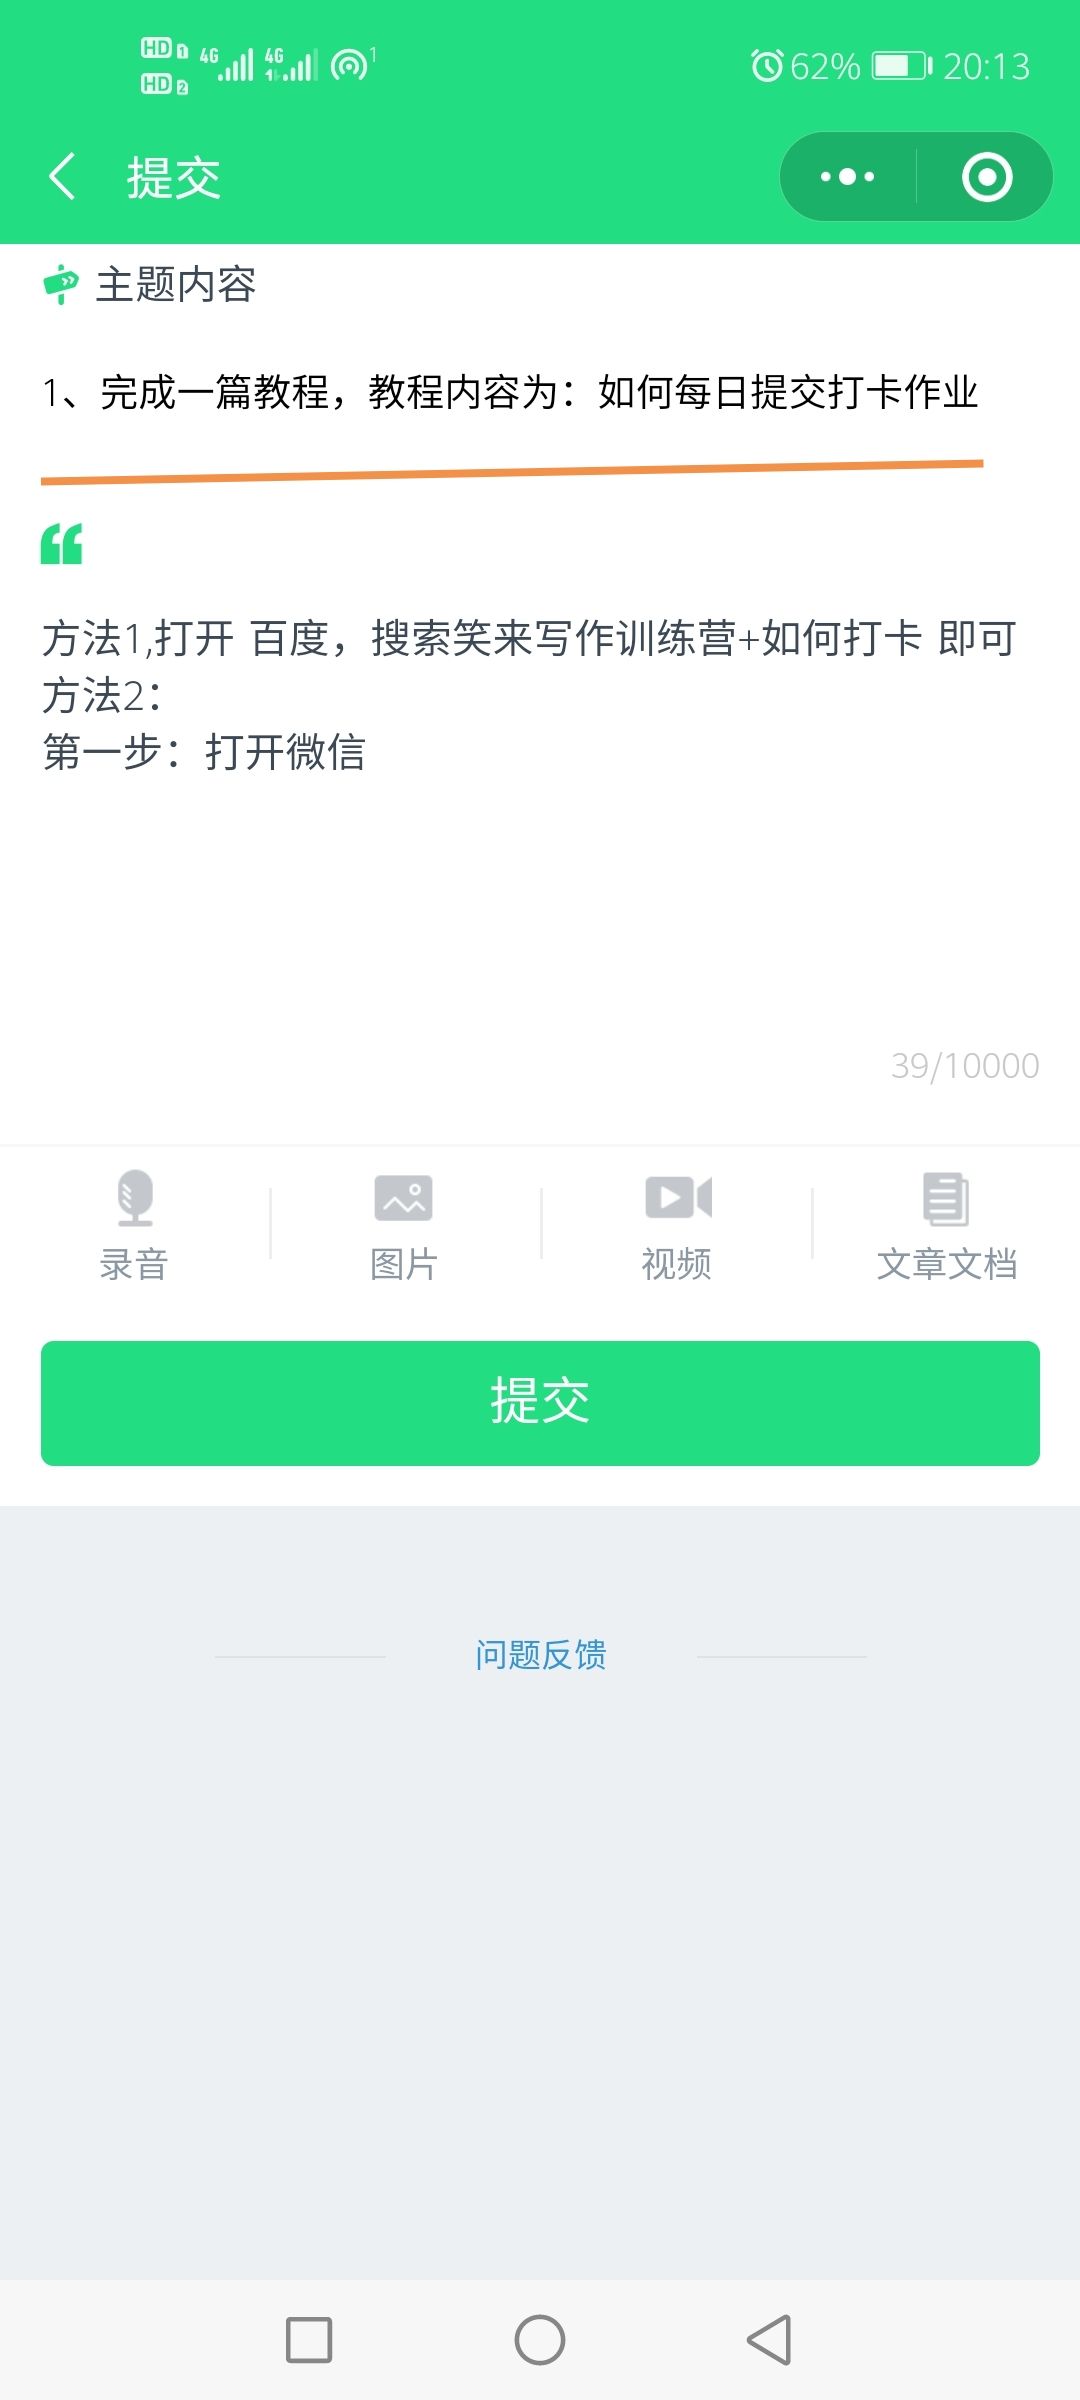 HD 1 4G 4G 1
HD 2
62% 20:13
提交
主题内容
1、完成一篇教程，教程内容为：如何每日提交打卡作业
方法1,打开 百度，搜索笑来写作训练营+如何打卡 即可
方法2：
第一步：打开微信
39/10000
录音 图片 视频 文章文档
提交
问题反馈